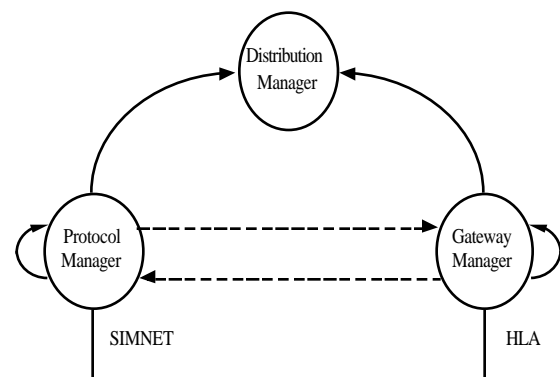 Distribution
Manager
Protocol
Manager
Gateway
Manager
SIMNET
HLA